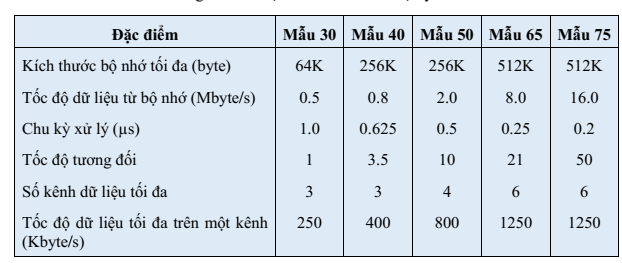 Đặc điểm Mẫu 30 Mẫu 40 Mẫu 50 Mẫu 65 Mẫu 75
Kích thước bộ nhớ tối đa (byte) 64K 256K 256K 512K 512K
Tốc độ dữ liệu từ bộ nhớ (Mbyte/s) 0.5 0.8 2.0 8.0 16.0
Chu kỳ xử lý (µs) 1.0 0.625 0.5 0.25 0.2
Tốc độ tương đối 1 3.5 10 21 50
Số kênh dữ liệu tối đa 3 3 4 6 6
Tốc độ dữ liệu tối đa trên một kênh 250 400 800 1250 1250
(Kbyte/s)